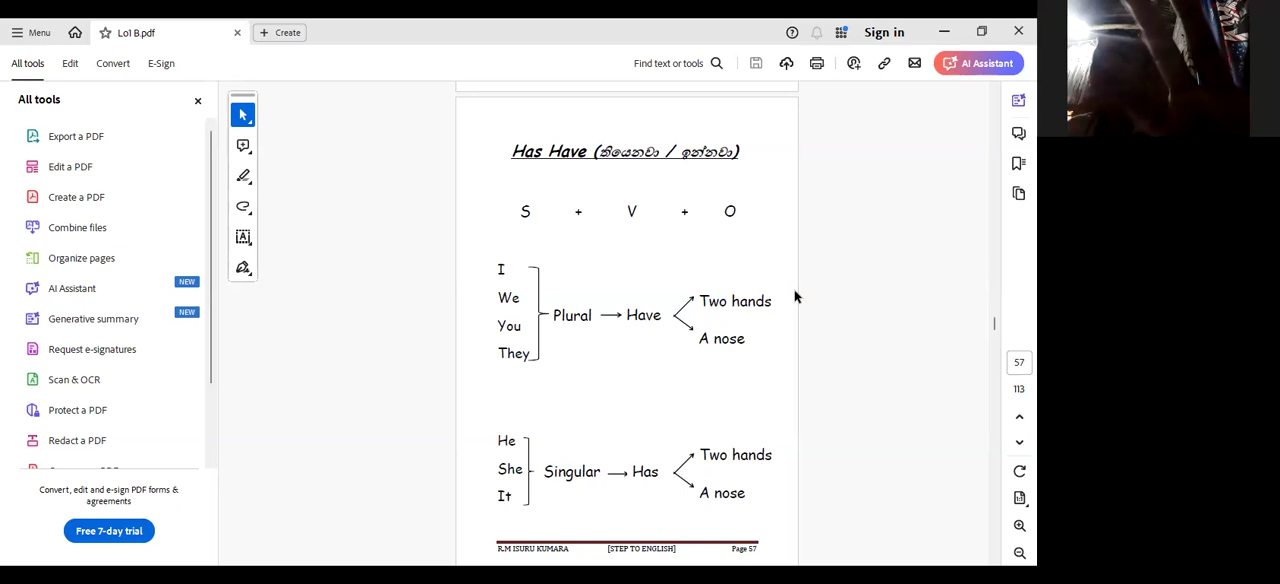 Menu
Lo1 B.pdf
Create
Sign in
All tools
Edit
Convert
E-Sign
Find text or tools
AI Assistant
All tools
Export a PDF
Edit a PDF
Create a PDF
Combine files
Organize pages
AI Assistant NEW
Generative summary NEW
Request e-signatures
Scan & OCR
Protect a PDF
Redact a PDF
Convert, edit and e-sign PDF forms &
agreements
Free 7-day trial
Has Have (තියෙනවා / ඉන්නවා)
S + V + O
I
We
You
They
Plural → Have
Two hands
A nose
He
She
It
Singular → Has
Two hands
A nose
R.M ISURU KUMARA [STEP TO ENGLISH] Page 57
57
113